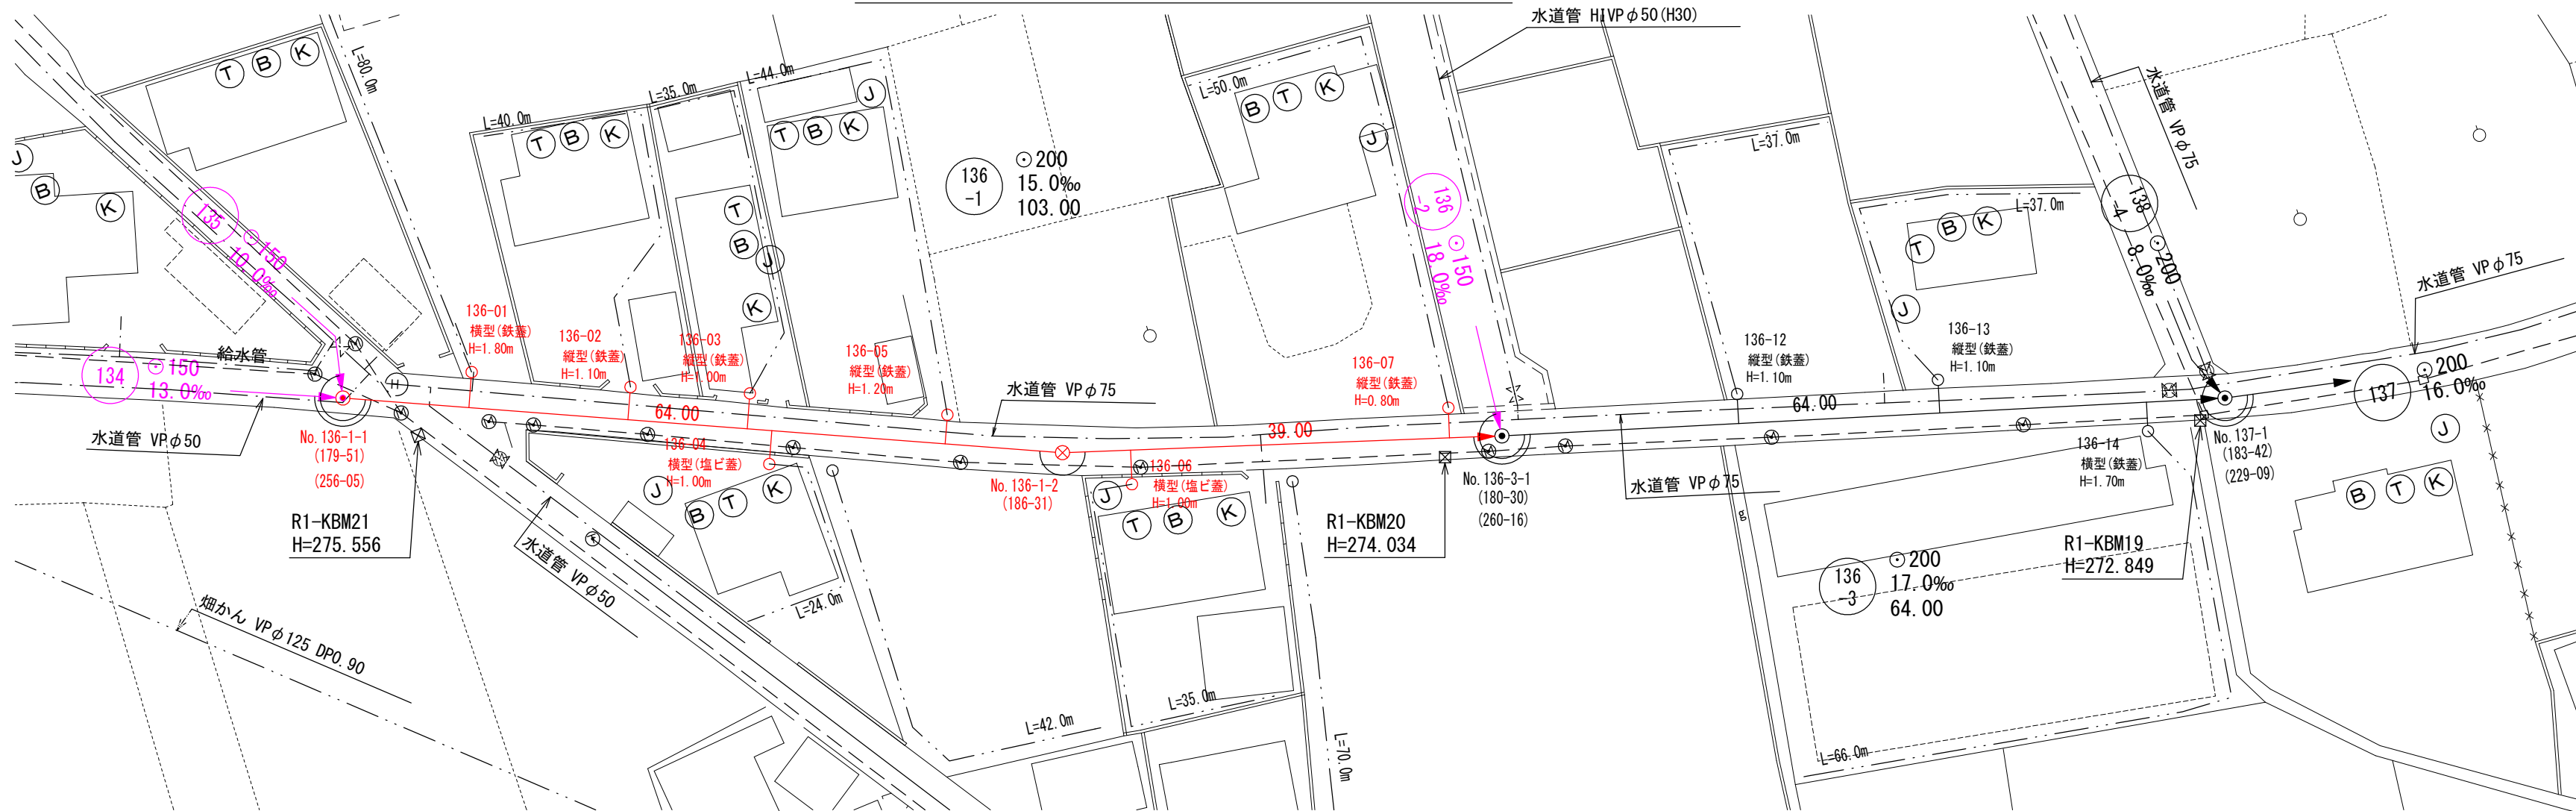 水道管 HIVPφ50(H30)
L=80.0m
T B K
L=40.0m
L=35.0m
L=44.0m
J
T B K
T B K
L=50.0m
B T K
J
L=37.0m
水道管 VPφ75
J
B
K
135
⊙150
10.0‰
T
B
J
K
136
-1
⊙200
15.0‰
103.00
136
-2
⊙150
18.0‰
T B K
L=37.0m
J
138
-4
⊙200
8.0‰
水道管 VPφ75
136-01
横型(鉄蓋)
H=1.80m
136-02
縦型(鉄蓋)
H=1.10m
136-03
縦型(鉄蓋)
H=1.00m
136-05
縦型(鉄蓋)
H=1.20m
136-07
縦型(鉄蓋)
H=0.80m
136-12
縦型(鉄蓋)
H=1.10m
136-13
縦型(鉄蓋)
H=1.10m
給水管
134
⊙150
13.0‰
H
水道管 VPφ50
64.00
水道管 VPφ75
39.00
64.00
137
⊙200
16.0‰
J
No.136-1-1
(179-51)
(256-05)
136-04
横型(塩ビ蓋)
H=1.00m
J
B T K
No.136-1-2
(186-31)
136-06
横型(塩ビ蓋)
H=1.00m
J
T B K
No.136-3-1
(180-30)
(260-16)
水道管 VPφ75
136-14
横型(鉄蓋)
H=1.70m
No.137-1
(183-42)
(229-09)
B T K
R1-KBM21
H=275.556
R1-KBM20
H=274.034
R1-KBM19
H=272.849
136
-3
⊙200
17.0‰
64.00
水道管 VPφ50
畑かん VPφ125 DP0.90
L=24.0m
L=42.0m
L=35.0m
L=70.0m
L=66.0m